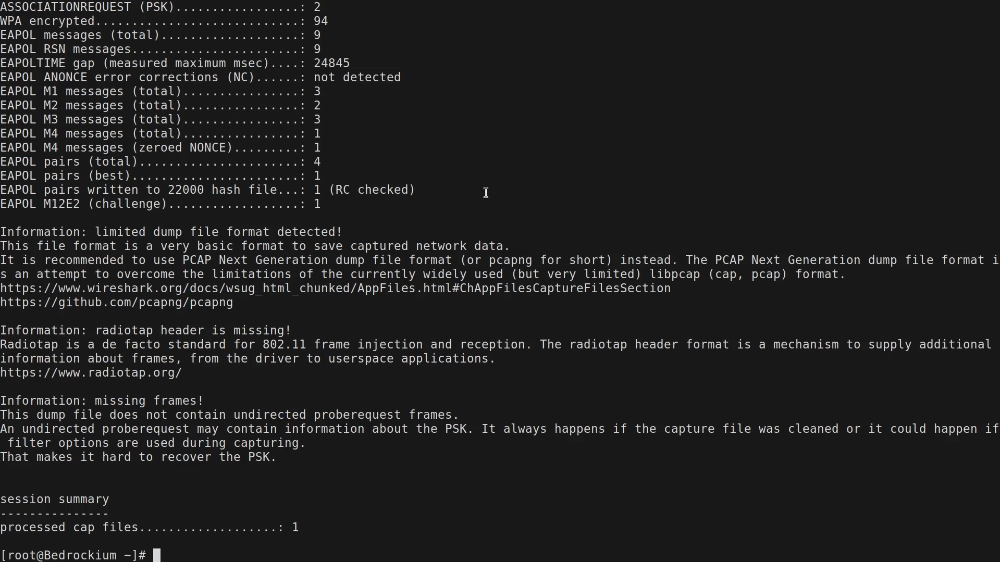 ASSOCIATIONREQUEST (PSK).................: 2
WPA encrypted............................: 94
EAPOL messages (total)...................: 9
EAPOL RSN messages.......................: 9
EAPOLTIME gap (measured maximum msec)....: 24845
EAPOL ANONCE error corrections (NC)......: not detected
EAPOL M1 messages (total)................: 3
EAPOL M2 messages (total)................: 2
EAPOL M3 messages (total)................: 3
EAPOL M4 messages (total)................: 1
EAPOL M4 messages (zeroed NONCE).........: 1
EAPOL pairs (total)......................: 4
EAPOL pairs (best).......................: 1
EAPOL pairs written to 22000 hash file...: 1 (RC checked)
EAPOL M12E2 (challenge)..................: 1

Information: limited dump file format detected!
This file format is a very basic format to save captured network data.
It is recommended to use PCAP Next Generation dump file format (or pcapng for short) instead. The PCAP Next Generation dump file format i
s an attempt to overcome the limitations of the currently widely used (but very limited) libpcap (cap, pcap) format.
https://www.wireshark.org/docs/wsug_html_chunked/AppFiles.html#ChAppFilesCaptureFilesSection
https://github.com/pcapng/pcapng

Information: radiotap header is missing!
Radiotap is a de facto standard for 802.11 frame injection and reception. The radiotap header format is a mechanism to supply additional
information about frames, from the driver to userspace applications.
https://www.radiotap.org/

Information: missing frames!
This dump file does not contain undirected proberequest frames.
An undirected proberequest may contain information about the PSK. It always happens if the capture file was cleaned or it could happen if
 filter options are used during capturing.
That makes it hard to recover the PSK.


session summary
---------------
processed cap files...................: 1

[root@Bedrockium ~]#